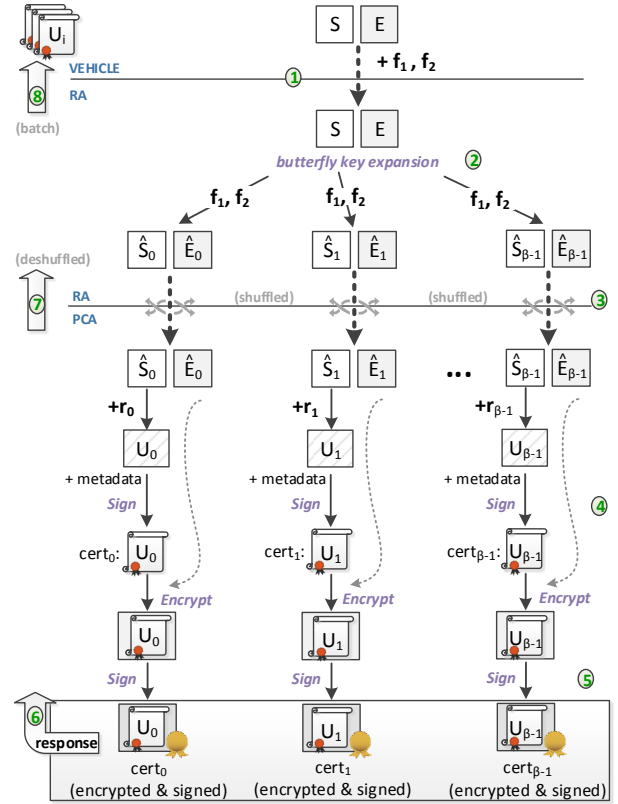 U_i
S E
+ f₁, f₂
VEHICLE
1
RA
8
(batch)
S E
butterfly key expansion
2
f₁, f₂ f₁, f₂ f₁, f₂
Ŝ₀ Ê₀ Ŝ₁ Ê₁ Ŝβ-1 Êβ-1
(deshuffled)
7
RA
(shuffled) (shuffled)
3
PCA
Ŝ₀ Ê₀ Ŝ₁ Ê₁ ... Ŝβ-1 Êβ-1
+r₀ +r₁ +rβ-1
U₀ U₁ Uβ-1
+ metadata + metadata + metadata
Sign Sign Sign
4
cert₀: U₀ cert₁: U₁ certβ-1: Uβ-1
Encrypt Encrypt Encrypt
U₀ U₁ Uβ-1
Sign Sign Sign
5
6
response
U₀ U₁ Uβ-1
cert₀ cert₁ certβ-1
(encrypted & signed) (encrypted & signed) (encrypted & signed)